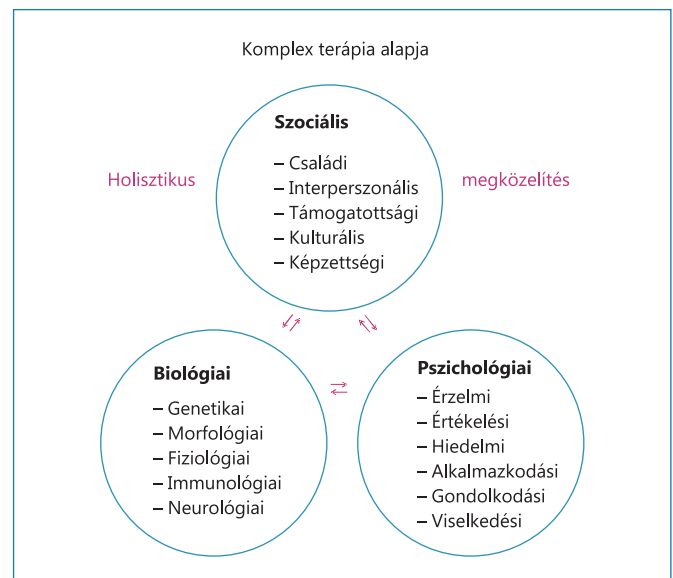 Komplex terápia alapja
Szociális
– Családi
– Interperszonális
– Támogatottsági
– Kulturális
– Képzettségi
Holisztikus
megközelítés
Biológiai
– Genetikai
– Morfológiai
– Fiziológiai
– Immunológiai
– Neurológiai
Pszichológiai
– Érzelmi
– Értékelési
– Hiedelmi
– Alkalmazkodási
– Gondolkodási
– Viselkedési